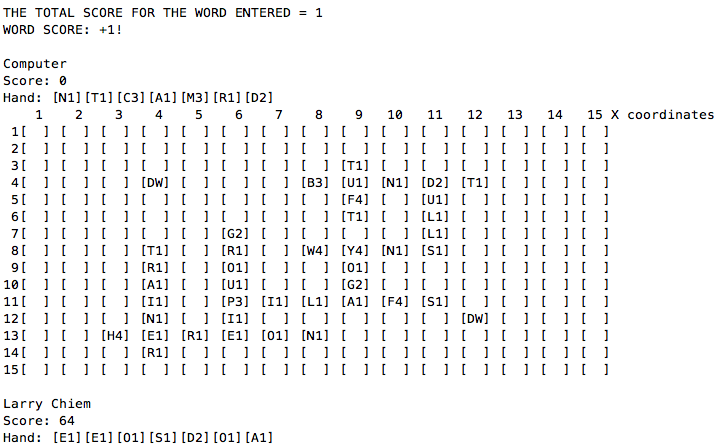 THE TOTAL SCORE FOR THE WORD ENTERED = 1
WORD SCORE: +1!
Computer
Score: 0
Hand: [N1][T1][C3][A1][M3][R1][D2]
1 2 3 4 5 6 7 8 9 10 11 12 13 14 15 X coordinates
1[  ] [  ] [  ] [  ] [  ] [  ] [  ] [  ] [  ] [  ] [  ] [  ] [  ] [  ] [  ]
2[  ] [  ] [  ] [  ] [  ] [  ] [  ] [  ] [  ] [  ] [  ] [  ] [  ] [  ] [  ]
3[  ] [  ] [  ] [  ] [  ] [  ] [  ] [  ] [T1] [  ] [  ] [  ] [  ] [  ] [  ]
4[  ] [  ] [  ] [DW] [  ] [  ] [  ] [B3] [U1] [N1] [D2] [T1] [  ] [  ] [  ]
5[  ] [  ] [  ] [  ] [  ] [  ] [  ] [  ] [F4] [  ] [U1] [  ] [  ] [  ] [  ]
6[  ] [  ] [  ] [  ] [  ] [  ] [  ] [  ] [T1] [  ] [L1] [  ] [  ] [  ] [  ]
7[  ] [  ] [  ] [  ] [  ] [G2] [  ] [  ] [  ] [  ] [L1] [  ] [  ] [  ] [  ]
8[  ] [  ] [  ] [T1] [  ] [R1] [  ] [W4] [Y4] [N1] [S1] [  ] [  ] [  ] [  ]
9[  ] [  ] [  ] [R1] [  ] [O1] [  ] [  ] [O1] [  ] [  ] [  ] [  ] [  ] [  ]
10[  ] [  ] [  ] [A1] [  ] [U1] [  ] [  ] [G2] [  ] [  ] [  ] [  ] [  ] [  ]
11[  ] [  ] [  ] [I1] [  ] [P3] [I1] [L1] [A1] [F4] [S1] [  ] [  ] [  ] [  ]
12[  ] [  ] [  ] [N1] [  ] [I1] [  ] [  ] [  ] [  ] [  ] [DW] [  ] [  ] [  ]
13[  ] [  ] [H4] [E1] [R1] [E1] [O1] [N1] [  ] [  ] [  ] [  ] [  ] [  ] [  ]
14[  ] [  ] [  ] [R1] [  ] [  ] [  ] [  ] [  ] [  ] [  ] [  ] [  ] [  ] [  ]
15[  ] [  ] [  ] [  ] [  ] [  ] [  ] [  ] [  ] [  ] [  ] [  ] [  ] [  ] [  ]
Larry Chiem
Score: 64
Hand: [E1][E1][O1][S1][D2][O1][A1]